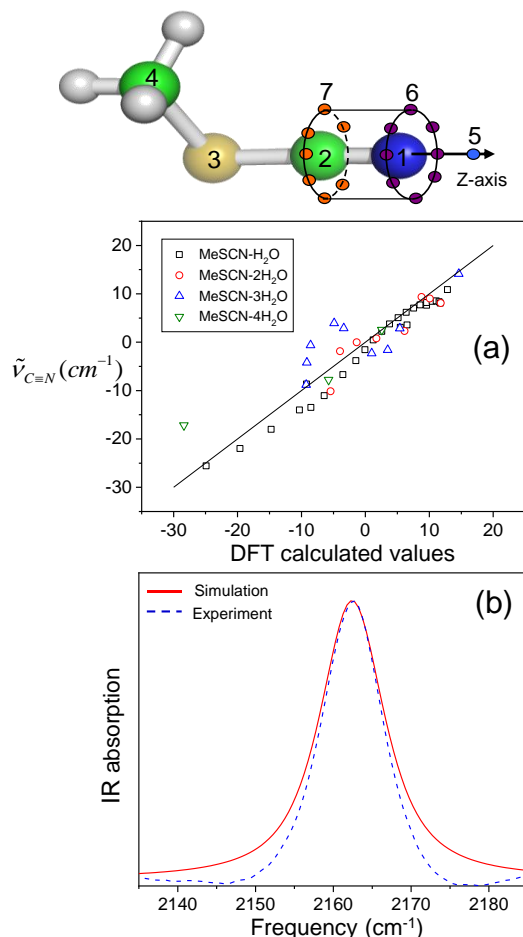 4
7
6
5
3
2
1
Z-axis
20
10
0
-10
-20
-30
MeSCN-H₂O
MeSCN-2H₂O
MeSCN-3H₂O
MeSCN-4H₂O
(a)
ν̃C≡N(cm⁻¹)
-30 -20 -10 0 10 20
DFT calculated values
Simulation
Experiment
(b)
IR absorption
2140 2150 2160 2170 2180
Frequency (cm⁻¹)